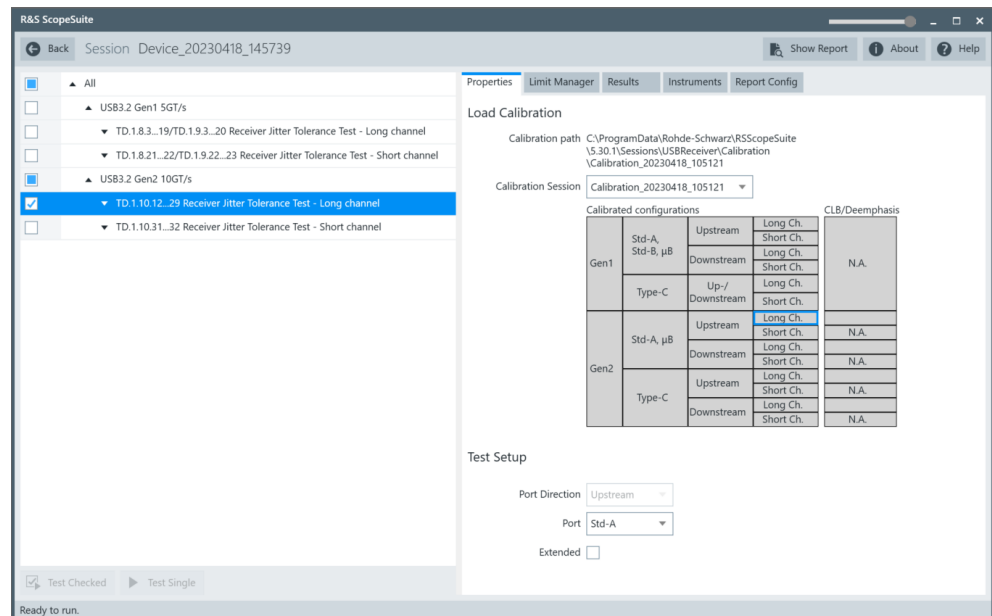 R&S ScopeSuite
Back Session Device_20230418_145739 Show Report About Help
All
USB3.2 Gen1 5GT/s
TD.1.8.3...19/TD.1.9.3...20 Receiver Jitter Tolerance Test - Long channel
TD.1.8.21...22/TD.1.9.22...23 Receiver Jitter Tolerance Test - Short channel
USB3.2 Gen2 10GT/s
TD.1.10.12...29 Receiver Jitter Tolerance Test - Long channel
TD.1.10.31...32 Receiver Jitter Tolerance Test - Short channel
Test Checked Test Single
Properties Limit Manager Results Instruments Report Config
Load Calibration
Calibration path C:\ProgramData\Rohde-Schwarz\RSScopeSuite
\5.30.1\Sessions\USBReceiver\Calibration
\Calibration_20230418_105121
Calibration Session Calibration_20230418_105121
Calibrated configurations CLB/Deemphasis
Gen1
Std-A,
Std-B, µB
Upstream
Long Ch.
Short Ch.
Downstream
Long Ch.
Short Ch.
Type-C
Up-/
Downstream
Long Ch.
Short Ch.
N.A.
Gen2
Std-A, µB
Upstream
Long Ch.
Short Ch. N.A.
Downstream
Long Ch.
Short Ch. N.A.
Type-C
Upstream
Long Ch.
Short Ch. N.A.
Downstream
Long Ch.
Short Ch. N.A.
Test Setup
Port Direction Upstream
Port Std-A
Extended
Ready to run.